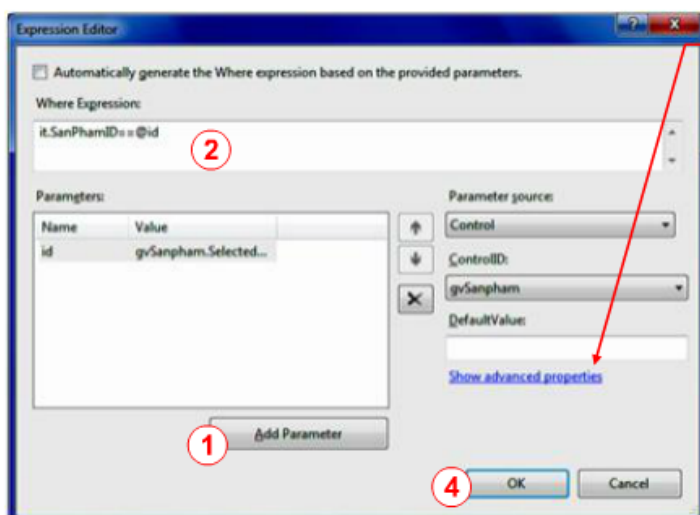 Expression Editor
Automatically generate the Where expression based on the provided parameters.
Where Expression:
it.SanPhamID==@id
2
Parameters:
Name Value
id gvSanpham.Selected...
Parameter source:
Control
ControlID:
gvSanpham
DefaultValue:
Show advanced properties
1
Add Parameter
4
OK Cancel